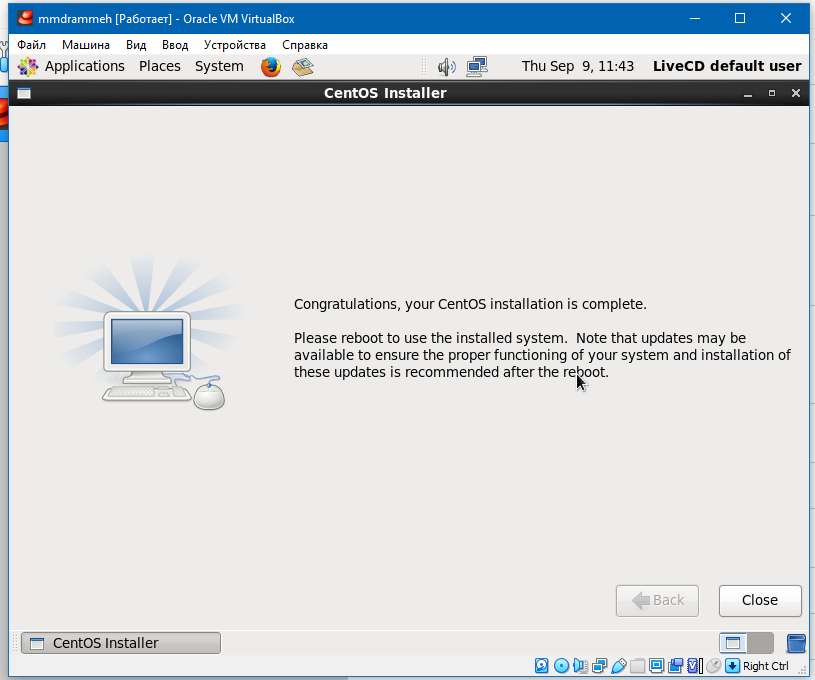 mmdrammeh [Работает] - Oracle VM VirtualBox
Файл Машина Вид Ввод Устройства Справка
Applications Places System Thu Sep 9, 11:43 LiveCD default user
CentOS Installer
Congratulations, your CentOS installation is complete.
Please reboot to use the installed system. Note that updates may be
available to ensure the proper functioning of your system and installation of
these updates is recommended after the reboot.
Back Close
CentOS Installer
Right Ctrl